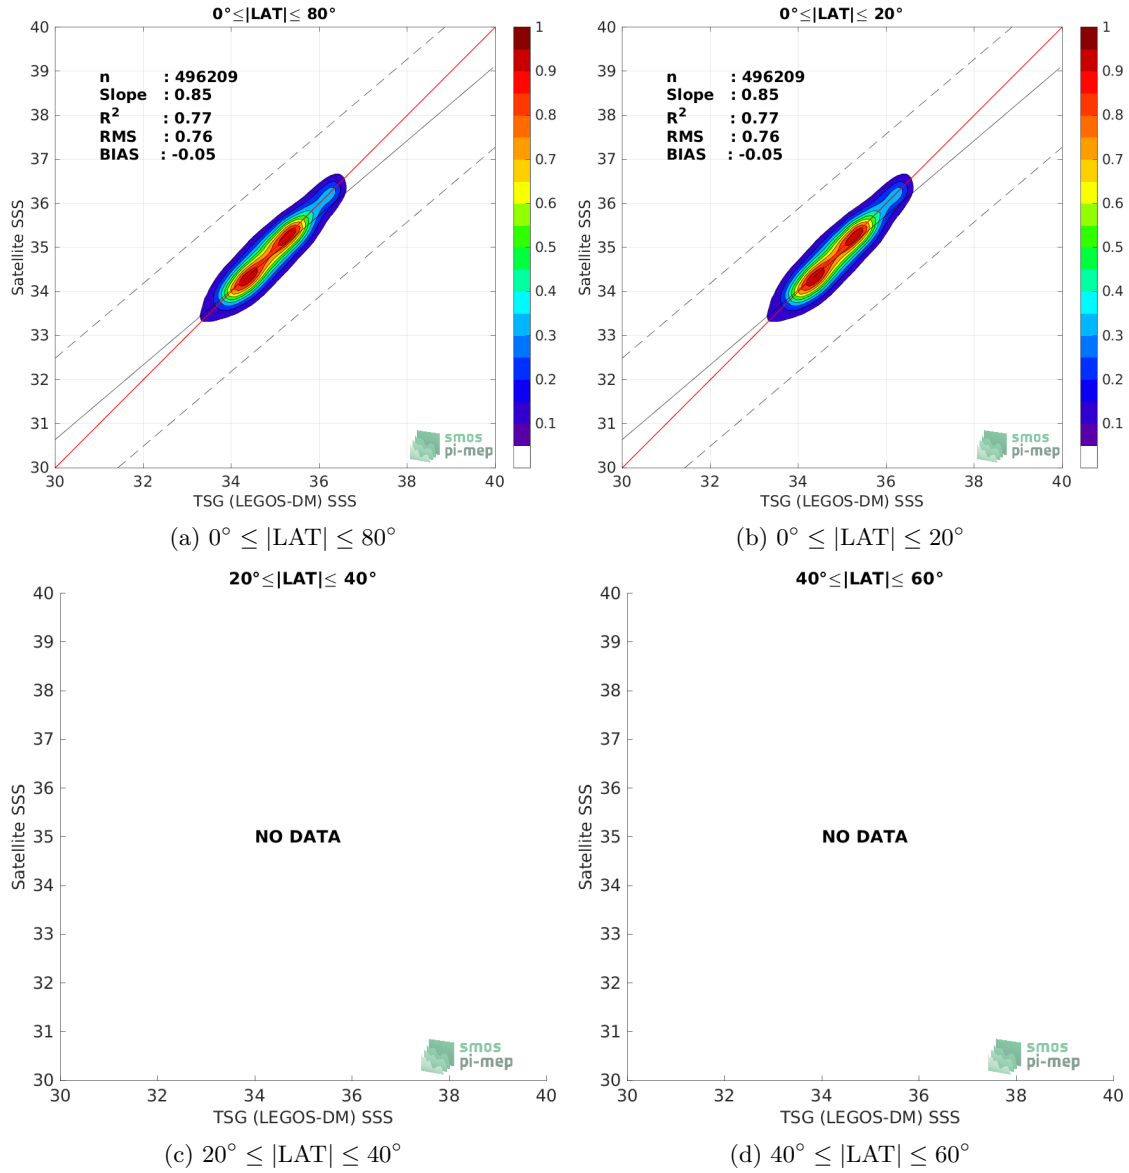 0°≤|LAT|≤ 80°
40
39
38
37
36
35
34
33
32
31
30
Satellite SSS
n : 496209
Slope : 0.85
R² : 0.77
RMS : 0.76
BIAS : -0.05
smos
pi-mep
30 32 34 36 38 40
TSG (LEGOS-DM) SSS
1
0.9
0.8
0.7
0.6
0.5
0.4
0.3
0.2
0.1
(a) 0° ≤ |LAT| ≤ 80°
0°≤|LAT|≤ 20°
40
39
38
37
36
35
34
33
32
31
30
Satellite SSS
n : 496209
Slope : 0.85
R² : 0.77
RMS : 0.76
BIAS : -0.05
smos
pi-mep
30 32 34 36 38 40
TSG (LEGOS-DM) SSS
1
0.9
0.8
0.7
0.6
0.5
0.4
0.3
0.2
0.1
(b) 0° ≤ |LAT| ≤ 20°
20°≤|LAT|≤ 40°
40
39
38
37
36
35
34
33
32
31
30
Satellite SSS
NO DATA
smos
pi-mep
30 32 34 36 38 40
TSG (LEGOS-DM) SSS
(c) 20° ≤ |LAT| ≤ 40°
40°≤|LAT|≤ 60°
40
39
38
37
36
35
34
33
32
31
30
Satellite SSS
NO DATA
smos
pi-mep
30 32 34 36 38 40
TSG (LEGOS-DM) SSS
(d) 40° ≤ |LAT| ≤ 60°